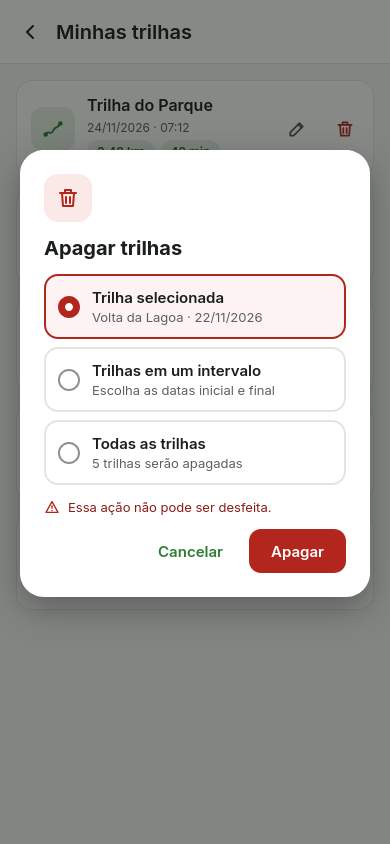 Minhas trilhas
Trilha do Parque
24/11/2026 · 07:12
Apagar trilhas
Trilha selecionada
Volta da Lagoa · 22/11/2026
Trilhas em um intervalo
Escolha as datas inicial e final
Todas as trilhas
5 trilhas serão apagadas
Essa ação não pode ser desfeita.
Cancelar
Apagar